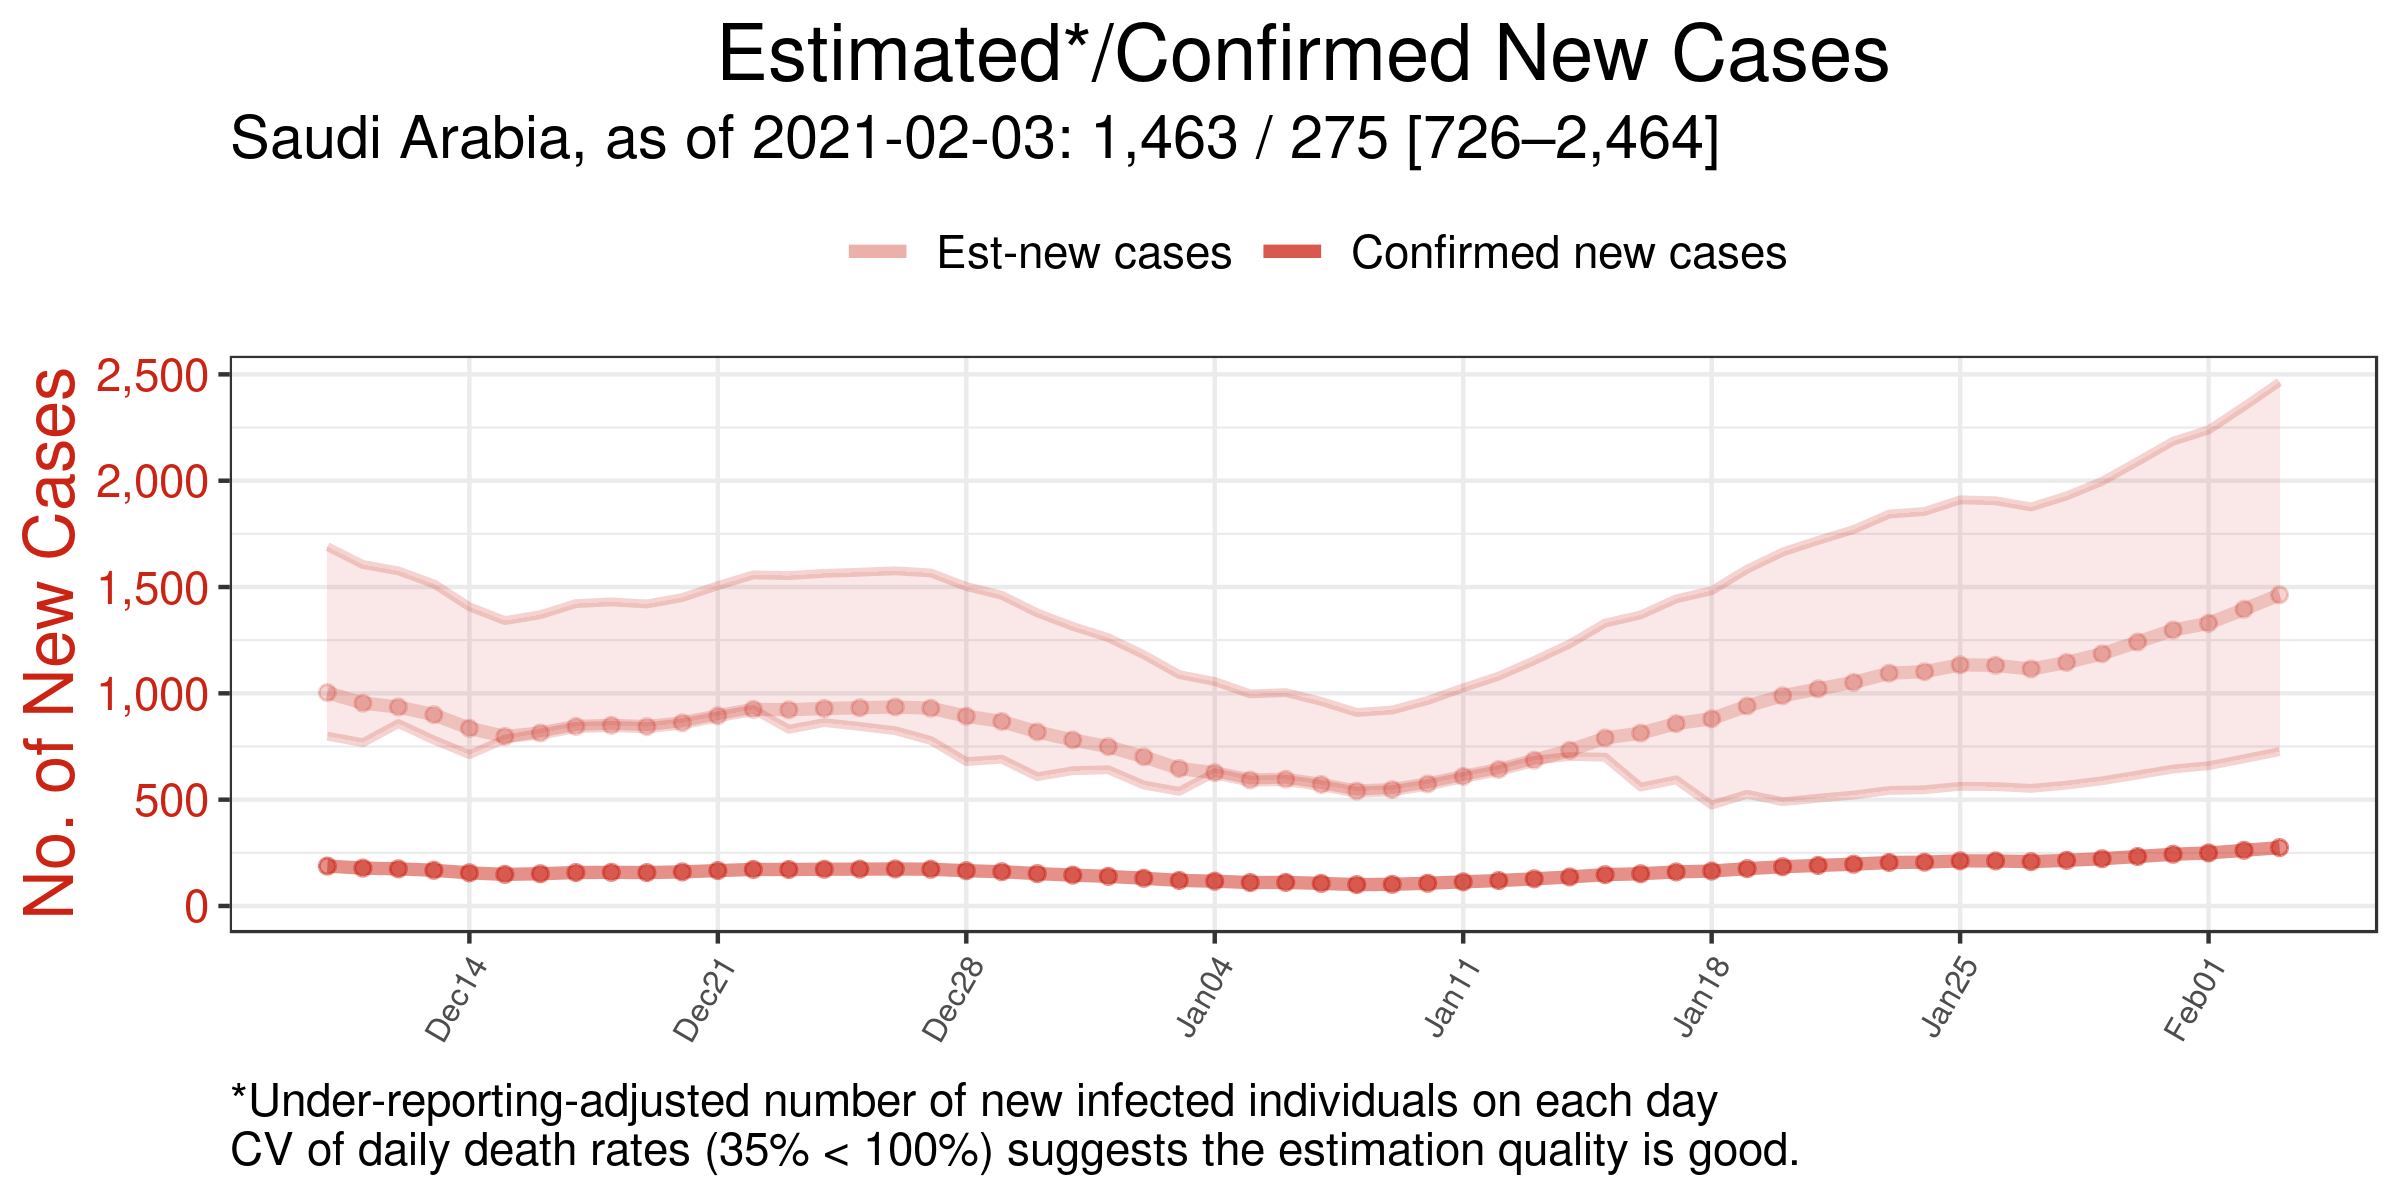 Estimated*/Confirmed New Cases
Saudi Arabia, as of 2021-02-03: 1,463 / 275 [726–2,464]
Est-new cases Confirmed new cases
No. of New Cases
2,500
2,000
1,500
1,000
500
0
Dec14 Dec21 Dec28 Jan04 Jan11 Jan18 Jan25 Feb01
*Under-reporting-adjusted number of new infected individuals on each day
CV of daily death rates (35% < 100%) suggests the estimation quality is good.